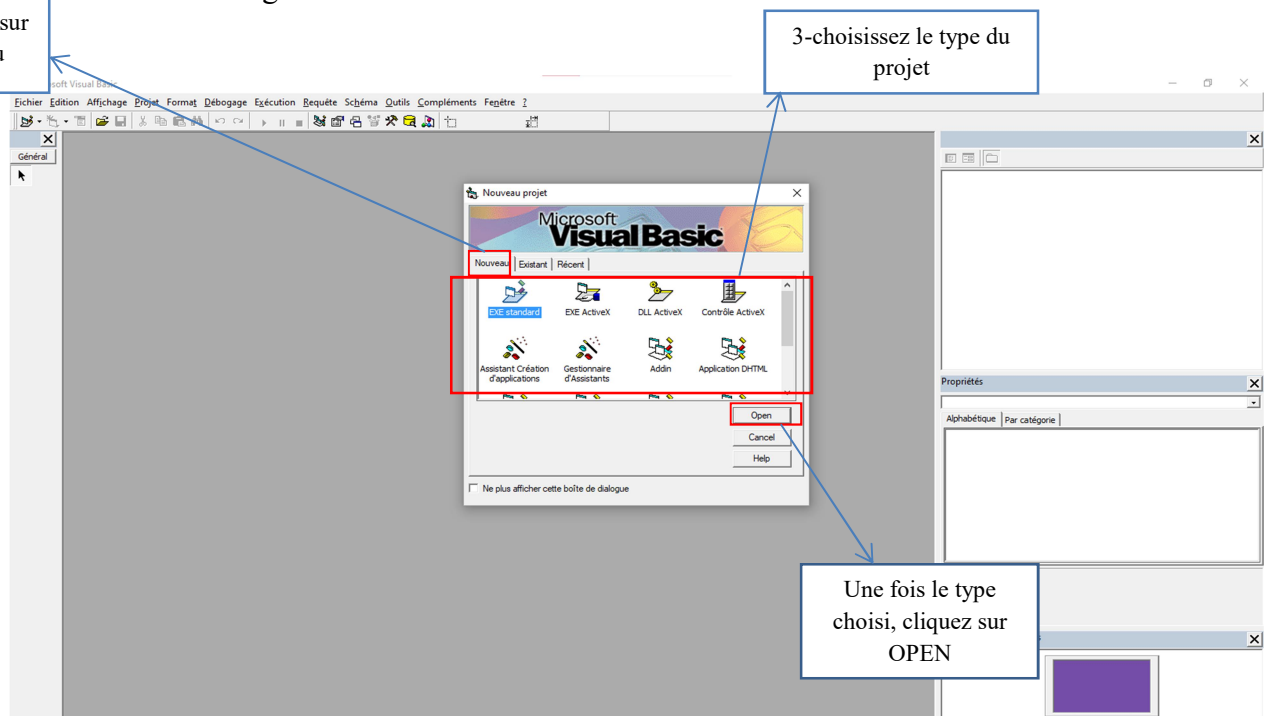 sur
3-choisissez le type du
projet
soft Visual Basic
Fichier Edition Affichage Projet Format Débogage Exécution Requête Schéma Outils Compléments Fenêtre ?
Général
Nouveau projet
Microsoft
Visual Basic
Nouveau Existant Récent
EXE standard EXE ActiveX DLL ActiveX Contrôle ActiveX
Assistant Création Gestionnaire Addin Application DHTML
d'applications d'Assistants
Open
Cancel
Help
Ne plus afficher cette boîte de dialogue
Propriétés
Alphabétique Par catégorie
Une fois le type
choisi, cliquez sur
OPEN